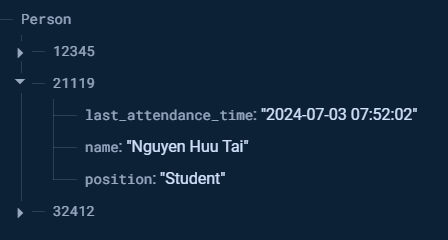 Person
12345
21119
last_attendance_time: "2024-07-03 07:52:02"
name: "Nguyen Huu Tai"
position: "Student"
32412